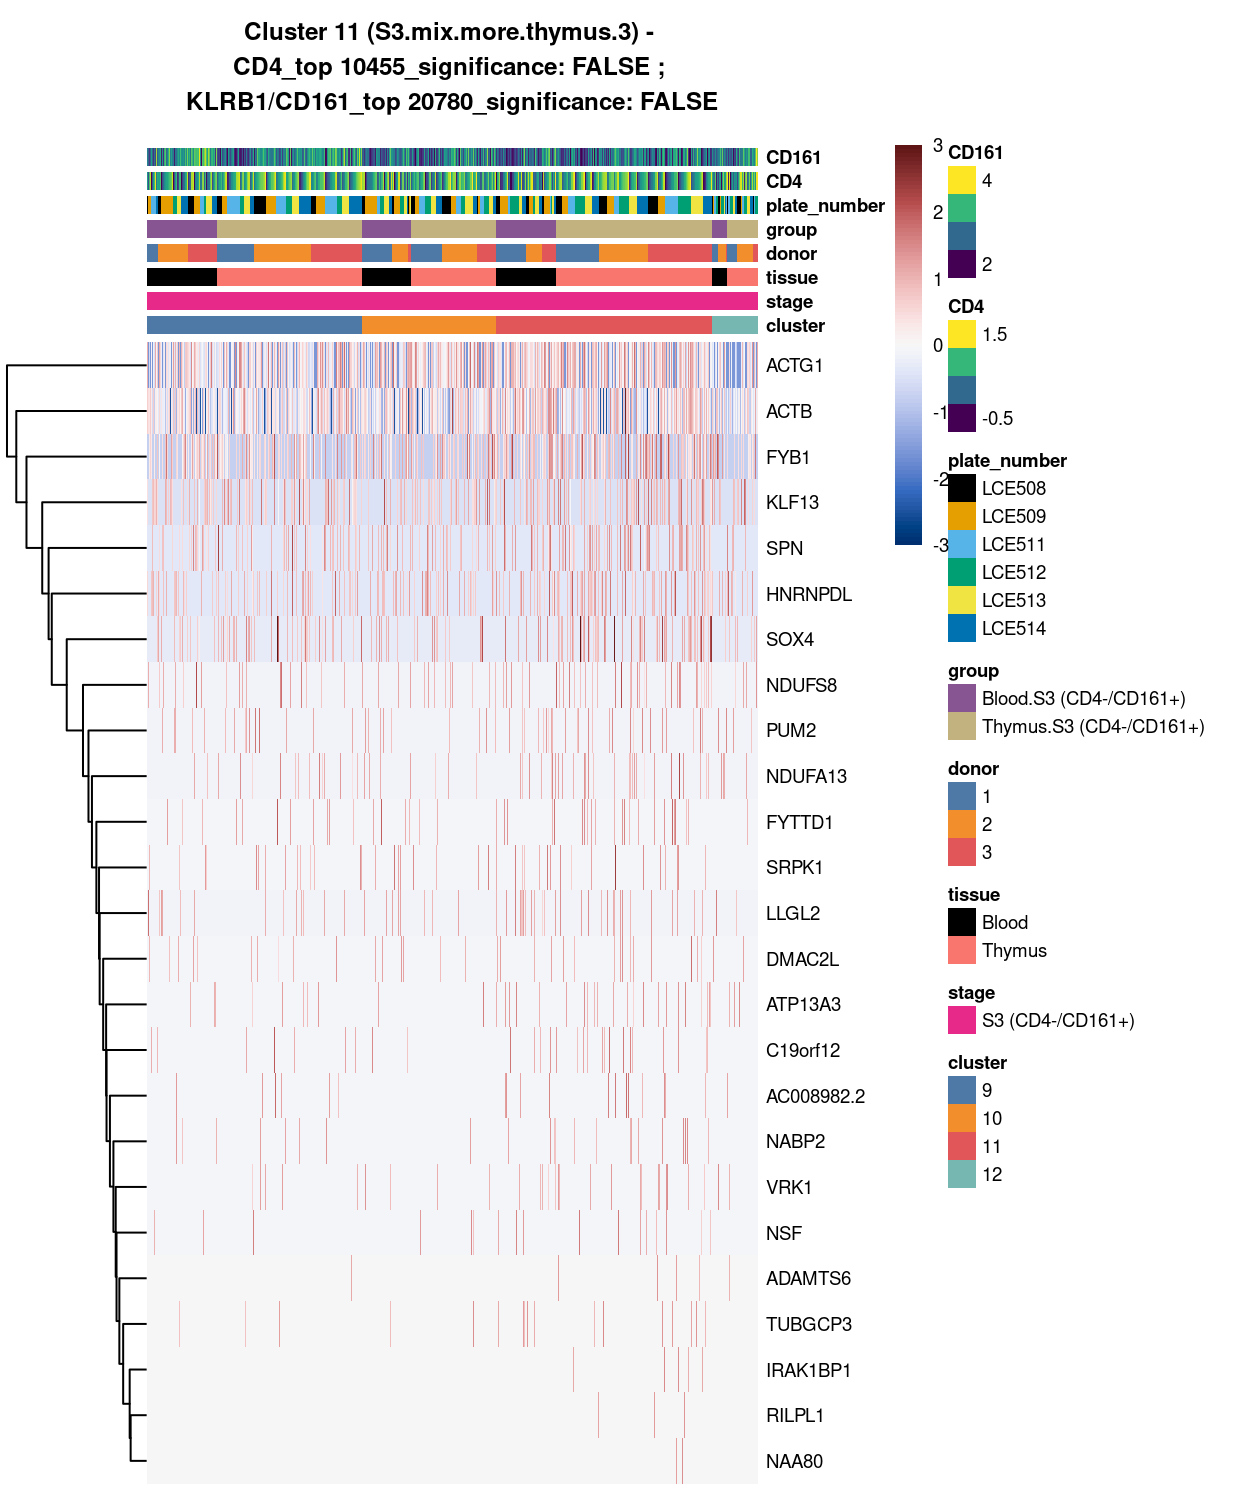 Cluster 11 (S3.mix.more.thymus.3) -
CD4_top 10455_significance: FALSE ;
KLRB1/CD161_top 20780_significance: FALSE
CD161
CD4
plate_number
group
donor
tissue
stage
cluster
ACTG1
ACTB
FYB1
KLF13
SPN
HNRNPDL
SOX4
NDUFS8
PUM2
NDUFA13
FYTTD1
SRPK1
LLGL2
DMAC2L
ATP13A3
C19orf12
AC008982.2
NABP2
VRK1
NSF
ADAMTS6
TUBGCP3
IRAK1BP1
RILPL1
NAA80
3
2
1
0
-1
-2
-3
CD161
4
2
CD4
1.5
-0.5
plate_number
LCE508
LCE509
LCE511
LCE512
LCE513
LCE514
group
Blood.S3 (CD4-/CD161+)
Thymus.S3 (CD4-/CD161+)
donor
1
2
3
tissue
Blood
Thymus
stage
S3 (CD4-/CD161+)
cluster
9
10
11
12